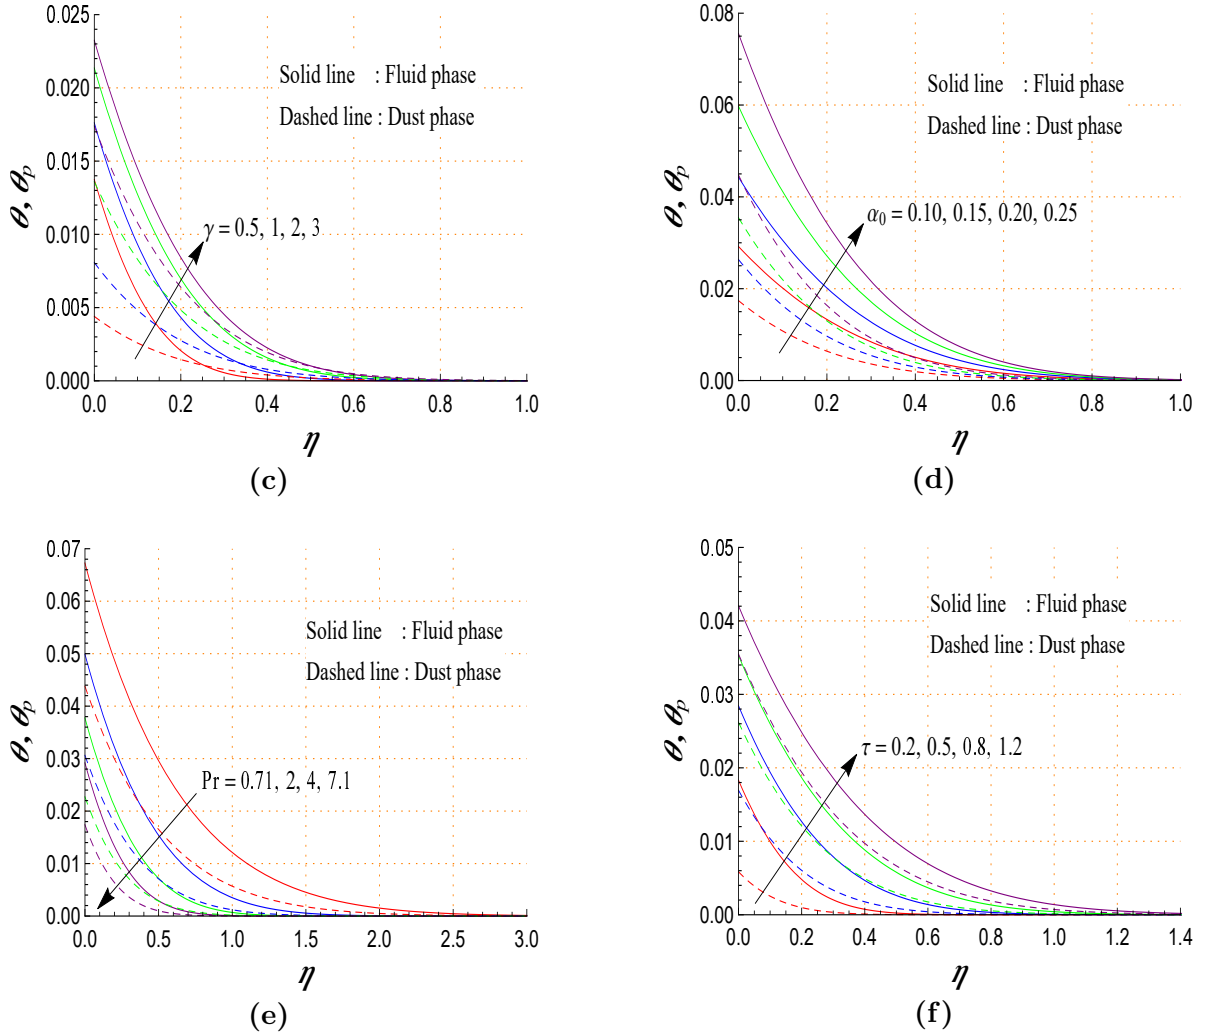 0.025
0.020
0.015
0.010
0.005
0.000
θ, θp
Solid line : Fluid phase
Dashed line : Dust phase
γ = 0.5, 1, 2, 3
0.0 0.2 0.4 0.6 0.8 1.0
η
(c)
0.08
0.06
0.04
0.02
0.00
θ, θp
Solid line : Fluid phase
Dashed line : Dust phase
α0 = 0.10, 0.15, 0.20, 0.25
0.0 0.2 0.4 0.6 0.8 1.0
η
(d)
0.07
0.06
0.05
0.04
0.03
0.02
0.01
0.00
θ, θp
Solid line : Fluid phase
Dashed line : Dust phase
Pr = 0.71, 2, 4, 7.1
0.0 0.5 1.0 1.5 2.0 2.5 3.0
η
(e)
0.05
0.04
0.03
0.02
0.01
0.00
θ, θp
Solid line : Fluid phase
Dashed line : Dust phase
τ = 0.2, 0.5, 0.8, 1.2
0.0 0.2 0.4 0.6 0.8 1.0 1.2 1.4
η
(f)